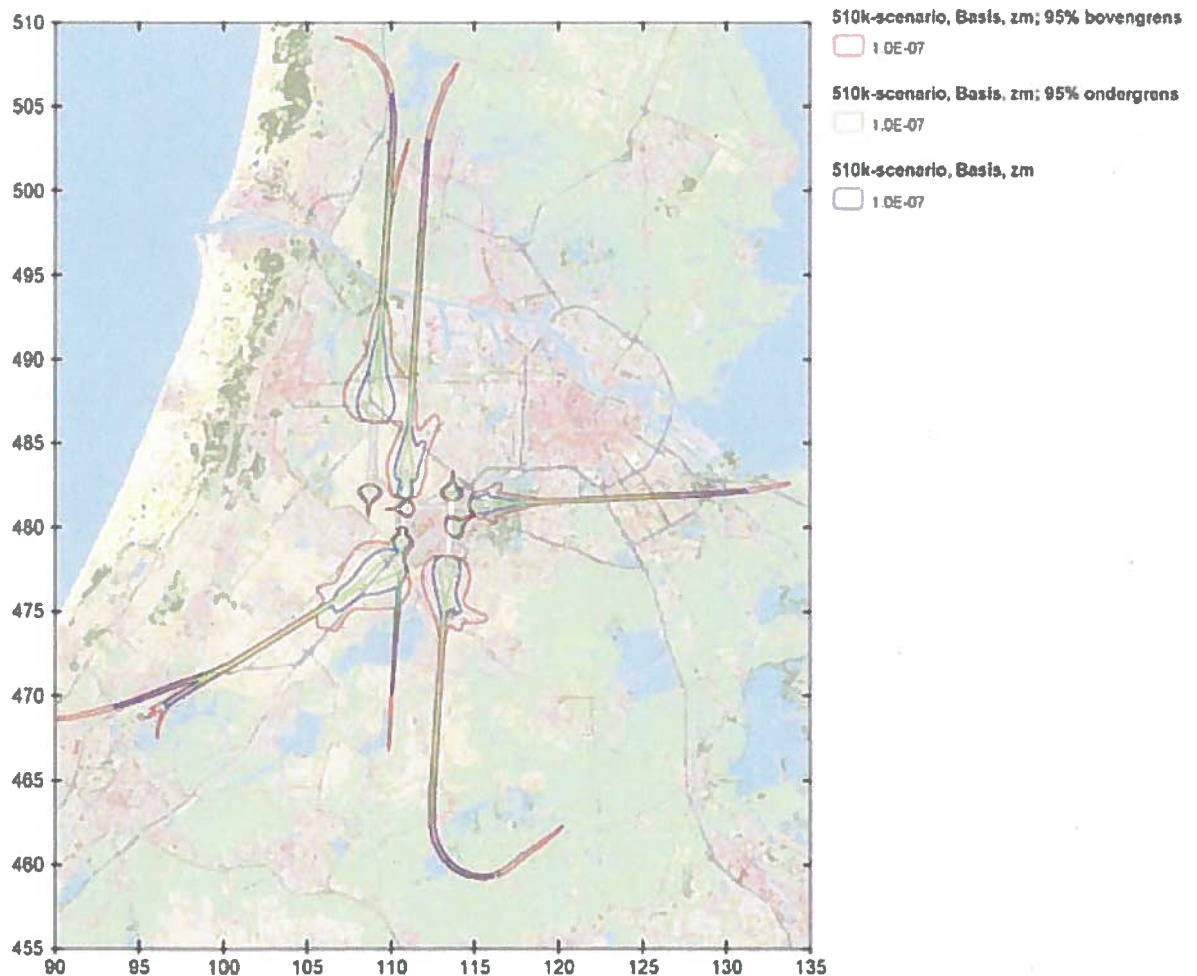 510k-scenario, Basis, zm; 95% bovengrens
1.0E-07
510k-scenario, Basis, zm; 95% ondergrens
1.0E-07
510k-scenario, Basis, zm
1.0E-07
510
505
500
495
490
485
480
475
470
465
460
455
90 95 100 105 110 115 120 125 130 135